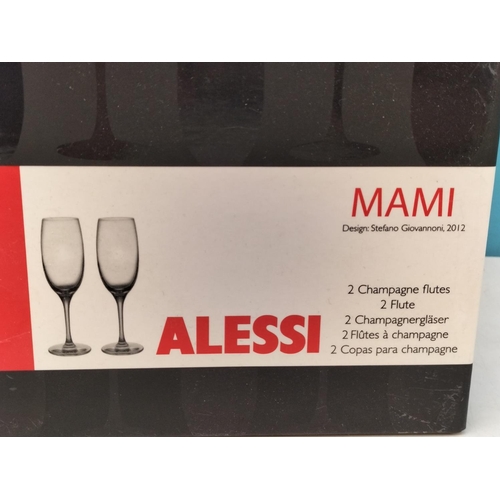 MAMI
Design: Stefano Giovannoni, 2012
2 Champagne flutes
2 Flute
2 Champagnergläser
2 Flûtes à champagne
2 Copas para champagne
ALESSI